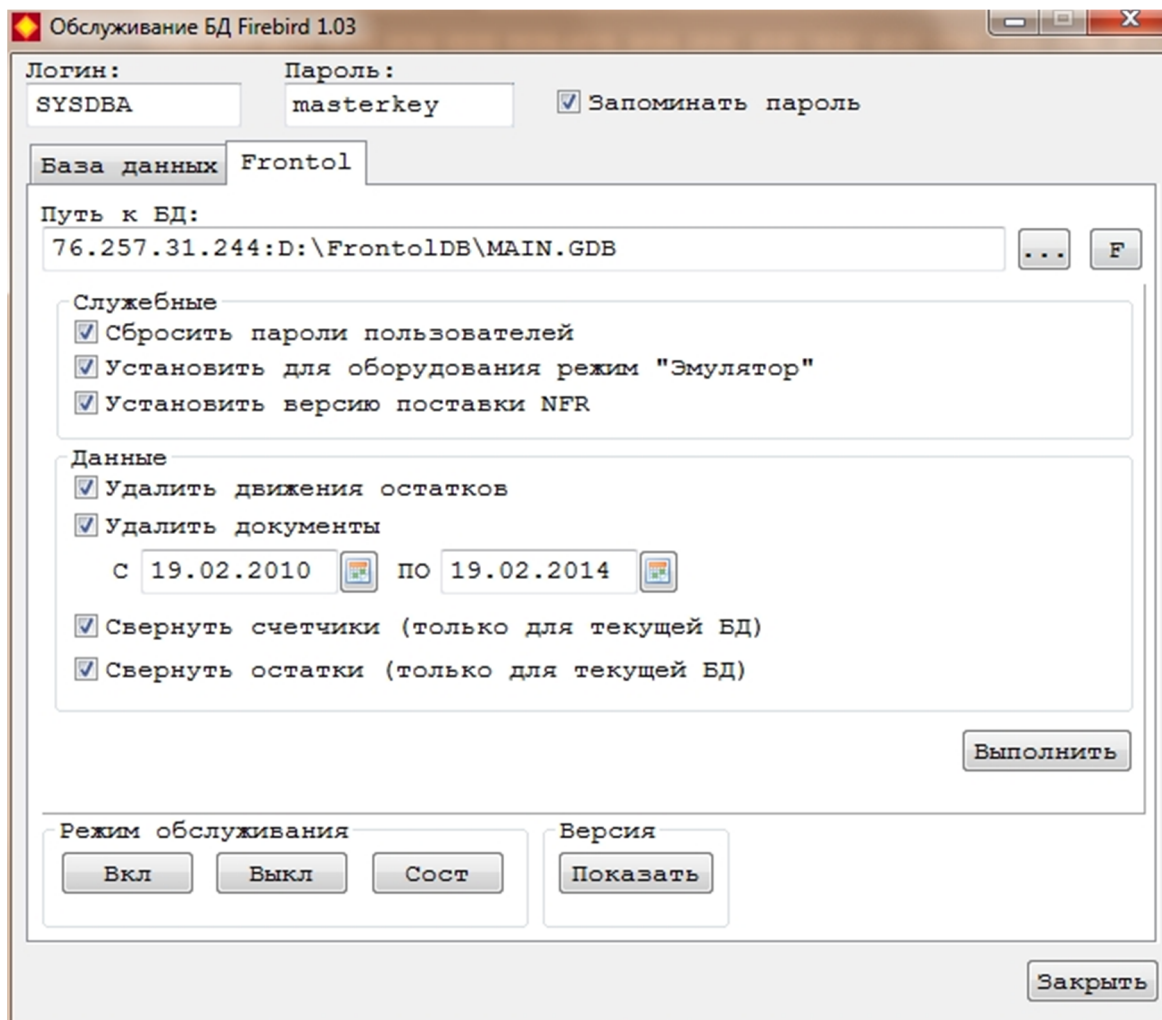 Обслуживание БД Firebird 1.03
Логин: Пароль:
SYSDBA masterkey Запоминать пароль
База данных Frontol
Путь к БД:
76.257.31.244:D:\FrontolDB\MAIN.GDB ... F
Служебные
Сбросить пароли пользователей
Установить для оборудования режим "Эмулятор"
Установить версию поставки NFR
Данные
Удалить движения остатков
Удалить документы
С 19.02.2010 ПО 19.02.2014
Свернуть счетчики (только для текущей БД)
Свернуть остатки (только для текущей БД)
Выполнить
Режим обслуживания Версия
Вкл Выкл Сост Показать
Закрыть